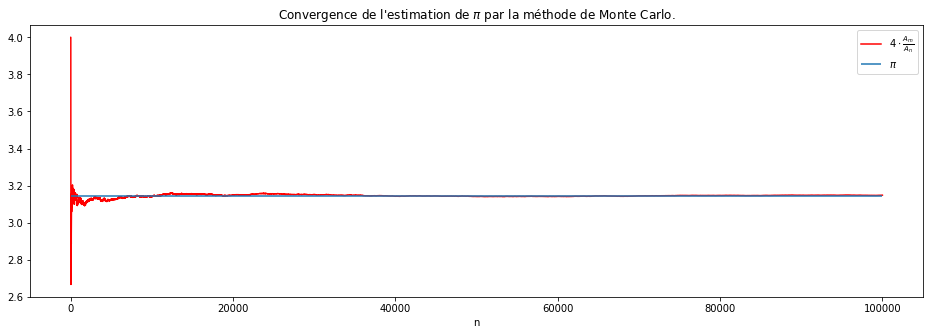 Convergence de l'estimation de π par la méthode de Monte Carlo.
4 · A_m/A_n
π
4.0
3.8
3.6
3.4
3.2
3.0
2.8
2.6
0 20000 40000 60000 80000 100000
n